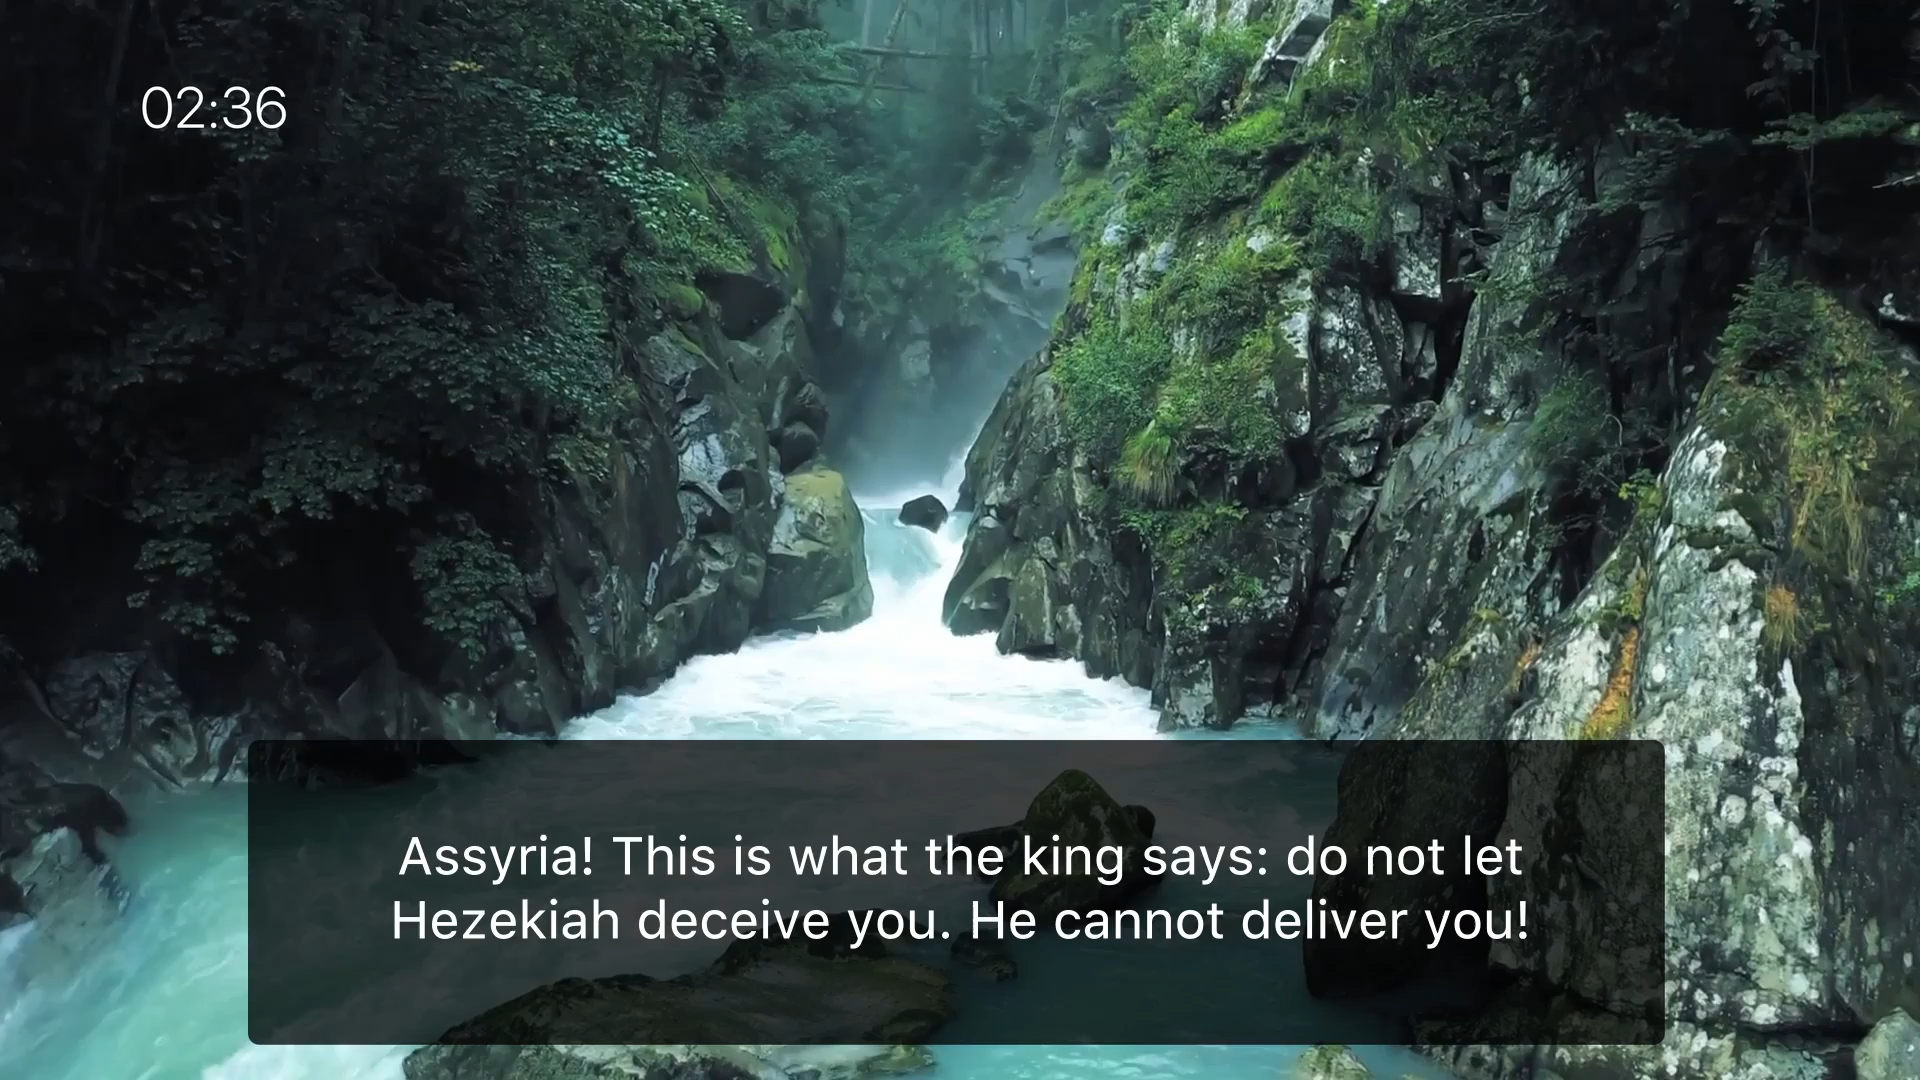 02:36
Assyria! This is what the king says: do not let
Hezekiah deceive you. He cannot deliver you!